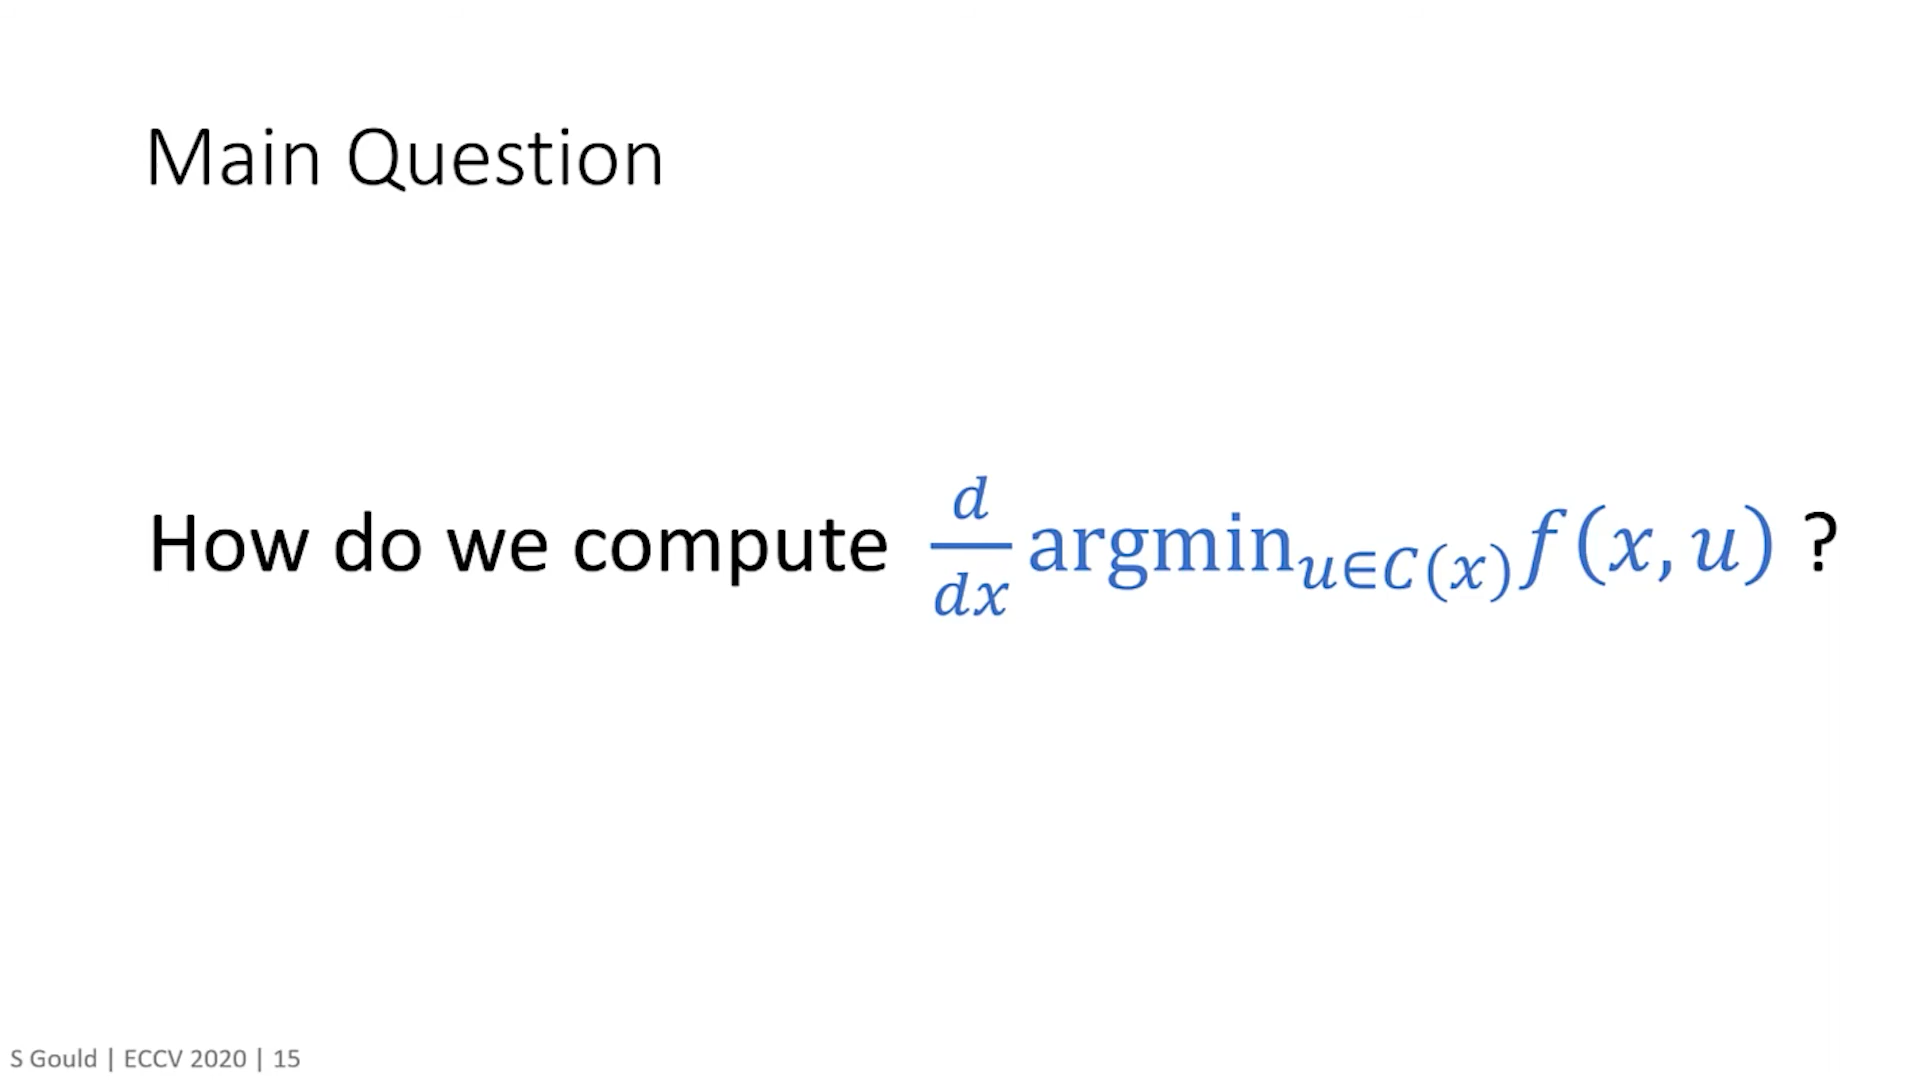 Main Question
How do we compute d/dx argmin_{u∈C(x)} f(x, u) ?
S Gould | ECCV 2020 | 15